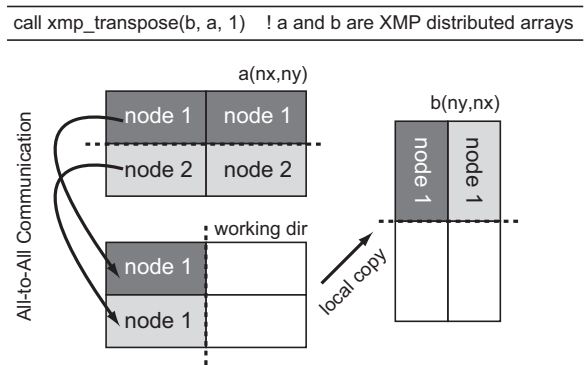 call xmp_transpose(b, a, 1) ! a and b are XMP distributed arrays
a(nx,ny)
node 1 node 1
node 2 node 2
All-to-All Communication
working dir
node 1
node 1
local copy
b(ny,nx)
node 1 node 1